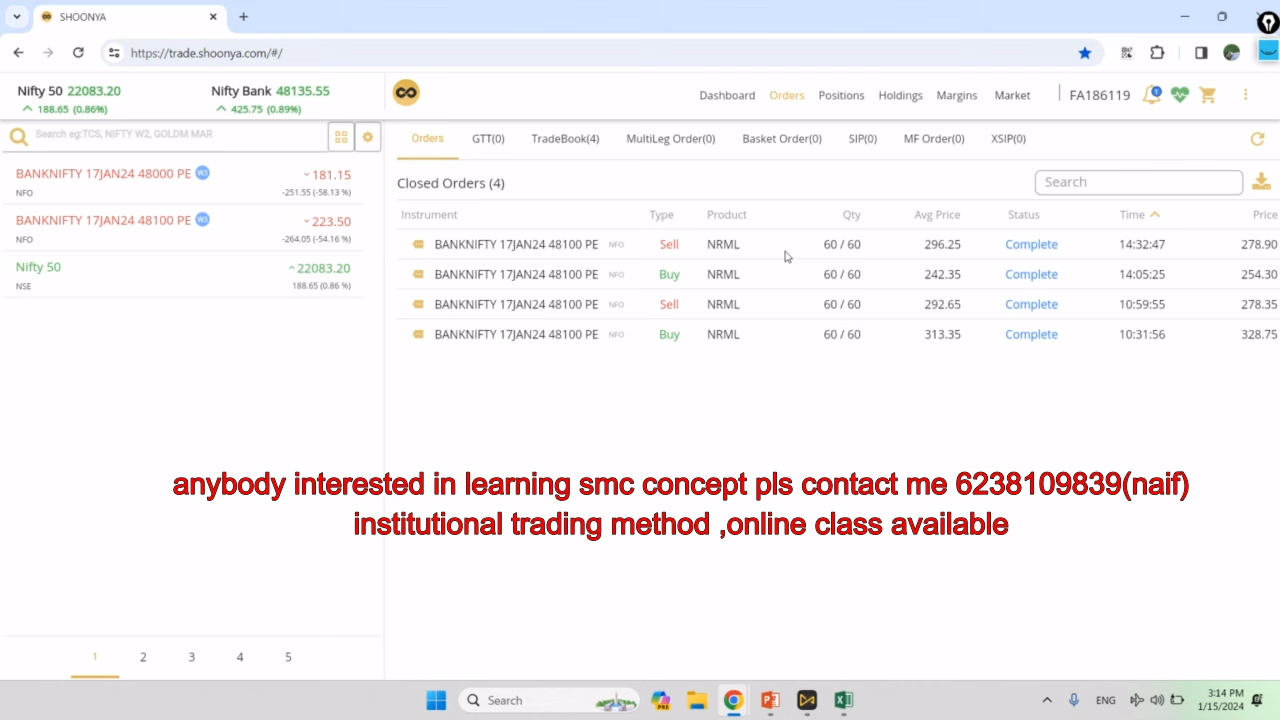 SHOONYA
https://trade.shoonya.com/#/
Nifty 50 22083.20
188.65 (0.86%)
Nifty Bank 48135.55
425.75 (0.89%)
Dashboard Orders Positions Holdings Margins Market FA186119 1
Search eg:TCS, NIFTY W2, GOLDM MAR
BANKNIFTY 17JAN24 48000 PE W3 181.15
NFO -251.55 (-58.13 %)
BANKNIFTY 17JAN24 48100 PE W3 223.50
NFO -264.05 (-54.16 %)
Nifty 50 22083.20
NSE 188.65 (0.86 %)
1 2 3 4 5
Orders GTT(0) TradeBook(4) MultiLeg Order(0) Basket Order(0) SIP(0) MF Order(0) XSIP(0)
Closed Orders (4) Search
Instrument Type Product Qty Avg Price Status Time Price
BANKNIFTY 17JAN24 48100 PE NFO Sell NRML 60 / 60 296.25 Complete 14:32:47 278.90
BANKNIFTY 17JAN24 48100 PE NFO Buy NRML 60 / 60 242.35 Complete 14:05:25 254.30
BANKNIFTY 17JAN24 48100 PE NFO Sell NRML 60 / 60 292.65 Complete 10:59:55 278.35
BANKNIFTY 17JAN24 48100 PE NFO Buy NRML 60 / 60 313.35 Complete 10:31:56 328.75
anybody interested in learning smc concept pls contact me 6238109839(naif)
institutional trading method ,online class available
Search PRE ENG 3:14 PM
1/15/2024